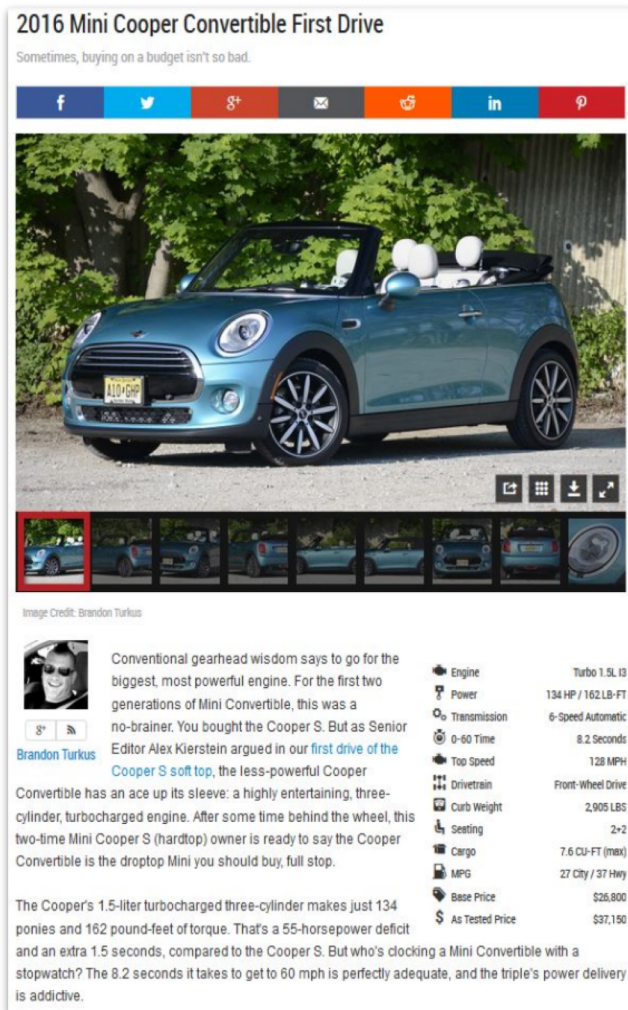 2016 Mini Cooper Convertible First Drive
Sometimes, buying on a budget isn't so bad.
f
g+
in
A10•GHP
Image Credit: Brandon Turkus
g+
Brandon Turkus
Conventional gearhead wisdom says to go for the
biggest, most powerful engine. For the first two
generations of Mini Convertible, this was a
no-brainer. You bought the Cooper S. But as Senior
Editor Alex Kierstein argued in our first drive of the
Cooper S soft top, the less-powerful Cooper
Convertible has an ace up its sleeve: a highly entertaining, three-
cylinder, turbocharged engine. After some time behind the wheel, this
two-time Mini Cooper S (hardtop) owner is ready to say the Cooper
Convertible is the droptop Mini you should buy, full stop.
Engine Turbo 1.5L I3
Power 134 HP / 162 LB-FT
Transmission 6-Speed Automatic
0-60 Time 8.2 Seconds
Top Speed 128 MPH
Drivetrain Front-Wheel Drive
Curb Weight 2,905 LBS
Seating 2+2
Cargo 7.6 CU-FT (max)
MPG 27 City / 37 Hwy
Base Price $26,800
As Tested Price $37,150
The Cooper's 1.5-liter turbocharged three-cylinder makes just 134
ponies and 162 pound-feet of torque. That's a 55-horsepower deficit
and an extra 1.5 seconds, compared to the Cooper S. But who's clocking a Mini Convertible with a
stopwatch? The 8.2 seconds it takes to get to 60 mph is perfectly adequate, and the triple's power delivery
is addictive.